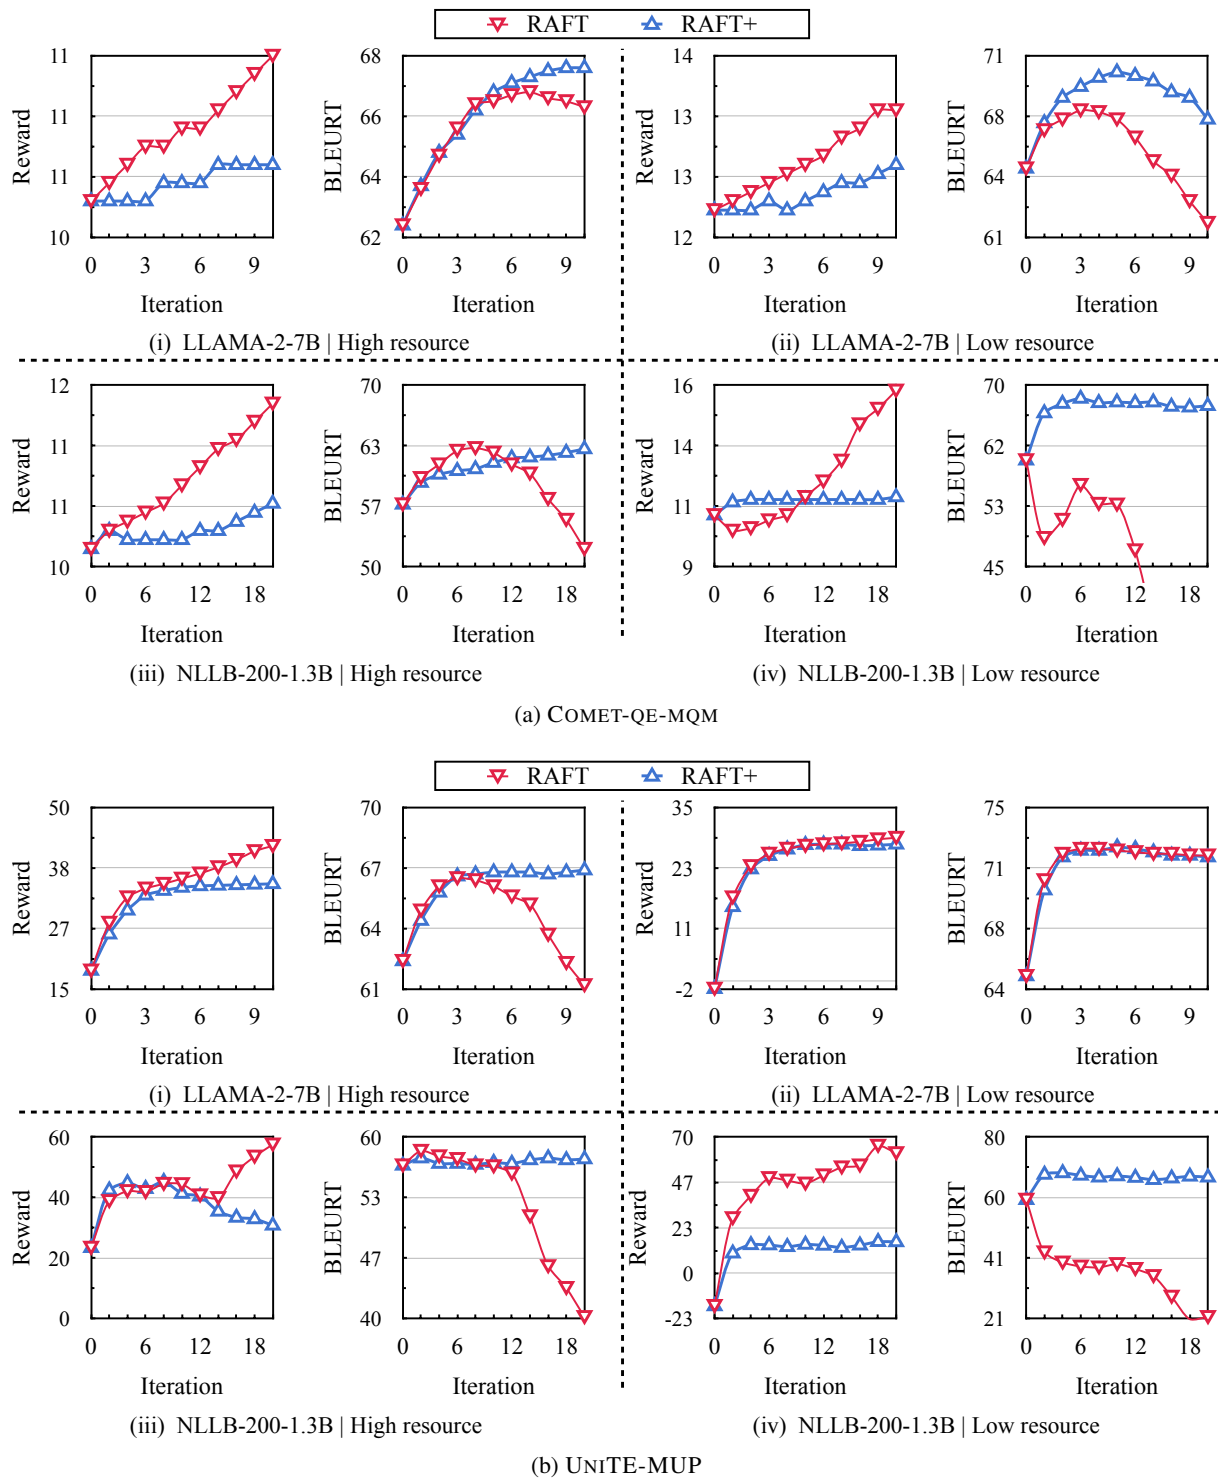 RAFT RAFT+
11 11 11 10
Reward
0 3 6 9
Iteration
68 66 64 62
BLEURT
0 3 6 9
Iteration
(i) LLAMA-2-7B | High resource
14 13 13 12
Reward
0 3 6 9
Iteration
71 68 64 61
BLEURT
0 3 6 9
Iteration
(ii) LLAMA-2-7B | Low resource
12 11 11 10
Reward
0 6 12 18
Iteration
70 63 57 50
BLEURT
0 6 12 18
Iteration
(iii) NLLB-200-1.3B | High resource
16 14 11 9
Reward
0 6 12 18
Iteration
70 62 53 45
BLEURT
0 6 12 18
Iteration
(iv) NLLB-200-1.3B | Low resource
(a) COMET-QE-MQM
RAFT RAFT+
50 38 27 15
Reward
0 3 6 9
Iteration
70 67 64 61
BLEURT
0 3 6 9
Iteration
(i) LLAMA-2-7B | High resource
35 23 11 -2
Reward
0 3 6 9
Iteration
75 71 68 64
BLEURT
0 3 6 9
Iteration
(ii) LLAMA-2-7B | Low resource
60 40 20 0
Reward
0 6 12 18
Iteration
60 53 47 40
BLEURT
0 6 12 18
Iteration
(iii) NLLB-200-1.3B | High resource
70 47 23 0 -23
Reward
0 6 12 18
Iteration
80 60 41 21
BLEURT
0 6 12 18
Iteration
(iv) NLLB-200-1.3B | Low resource
(b) UNITE-MUP